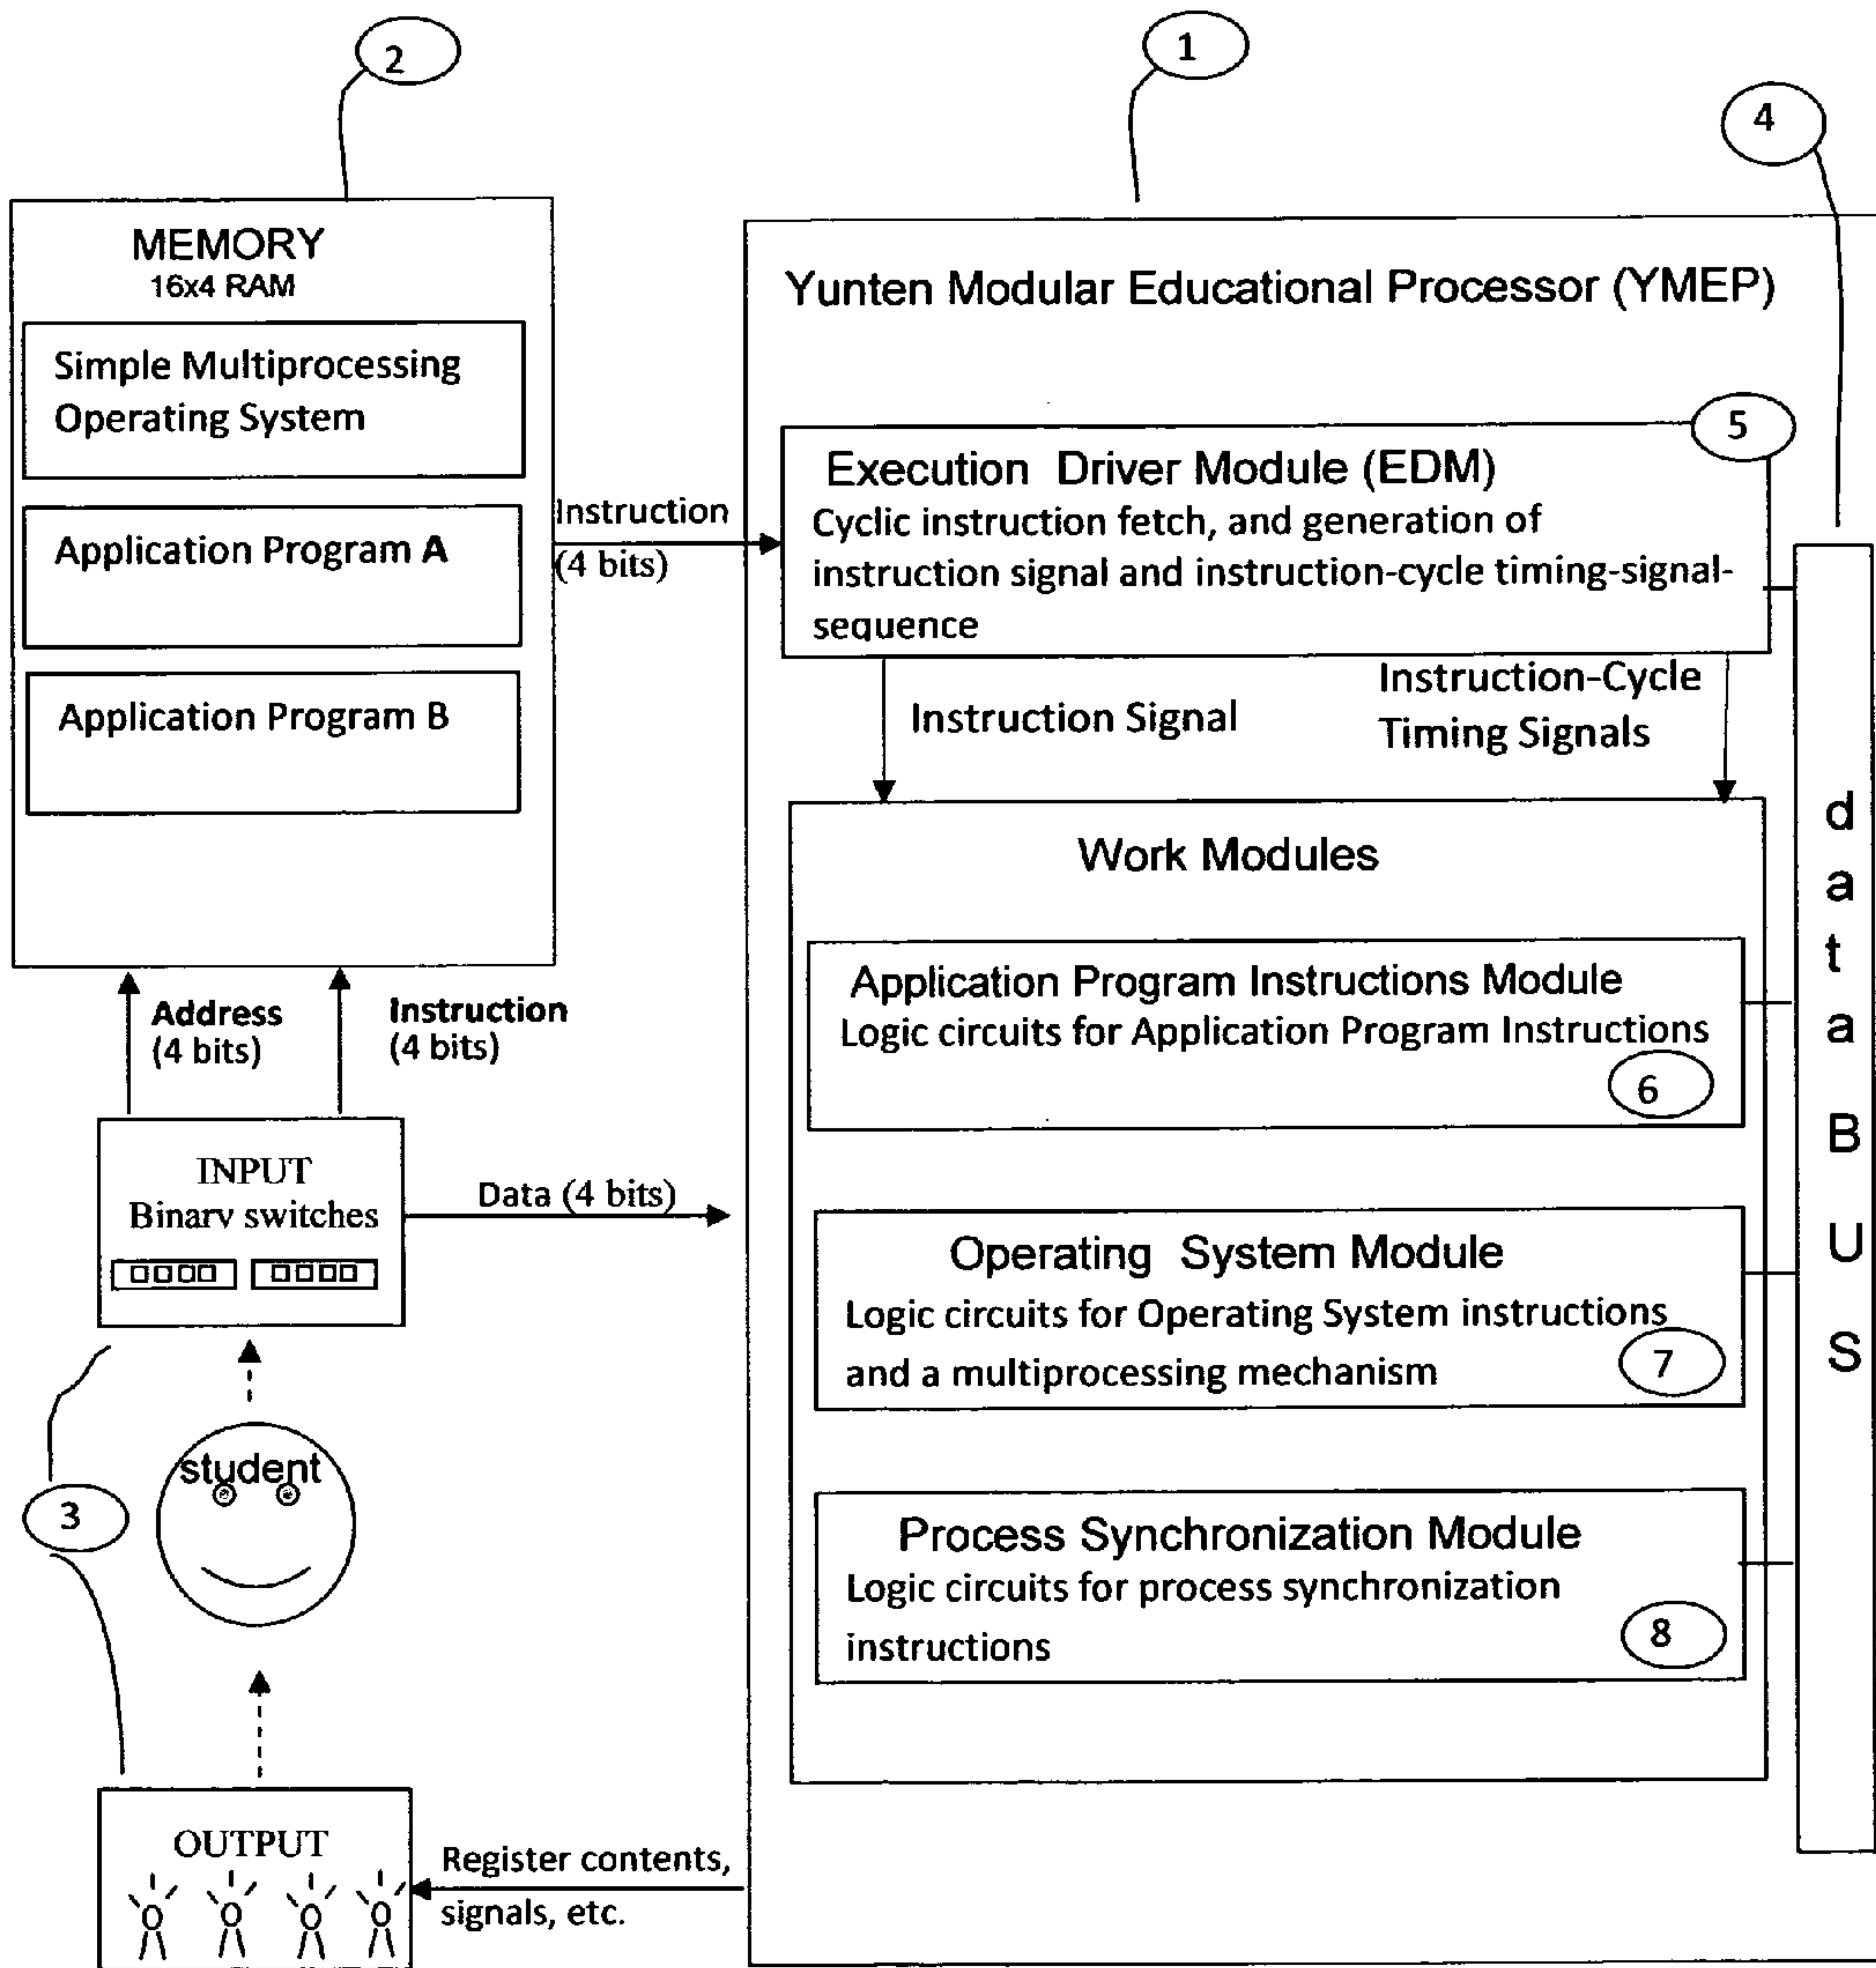 2
1
4
MEMORY
16x4 RAM
Simple Multiprocessing
Operating System
Application Program A
Application Program B
Instruction
(4 bits)
Yunten Modular Educational Processor (YMEP)
5
Execution Driver Module (EDM)
Cyclic instruction fetch, and generation of
instruction signal and instruction-cycle timing-signal-
sequence
Instruction Signal
Instruction-Cycle
Timing Signals
Work Modules
Application Program Instructions Module
Logic circuits for Application Program Instructions
6
Operating System Module
Logic circuits for Operating System instructions
and a multiprocessing mechanism
7
Process Synchronization Module
Logic circuits for process synchronization
instructions
8
data BUS
Address
(4 bits)
Instruction
(4 bits)
INPUT
Binary switches
Data (4 bits)
student
3
OUTPUT
Register contents,
signals, etc.